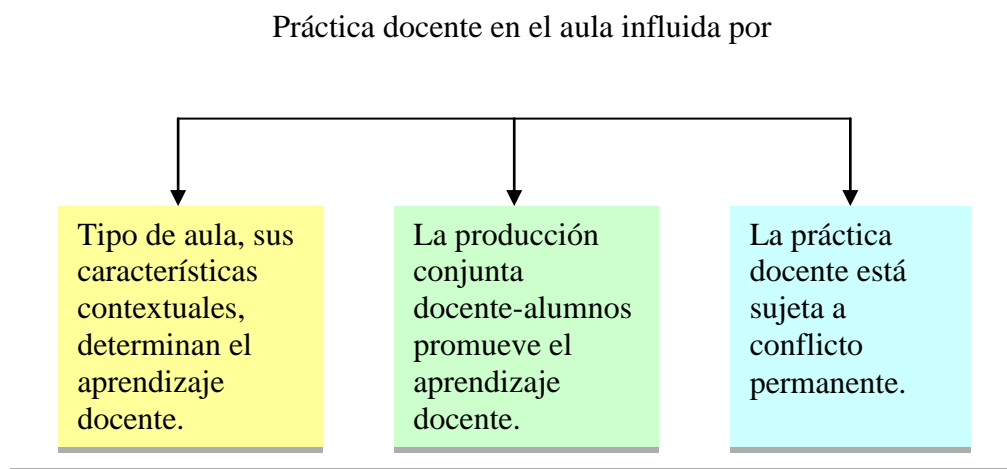 Práctica docente en el aula influida por
Tipo de aula, sus
características
contextuales,
determinan el
aprendizaje
docente.
La producción
conjunta
docente-alumnos
promueve el
aprendizaje
docente.
La práctica
docente está
sujeta a
conflicto
permanente.